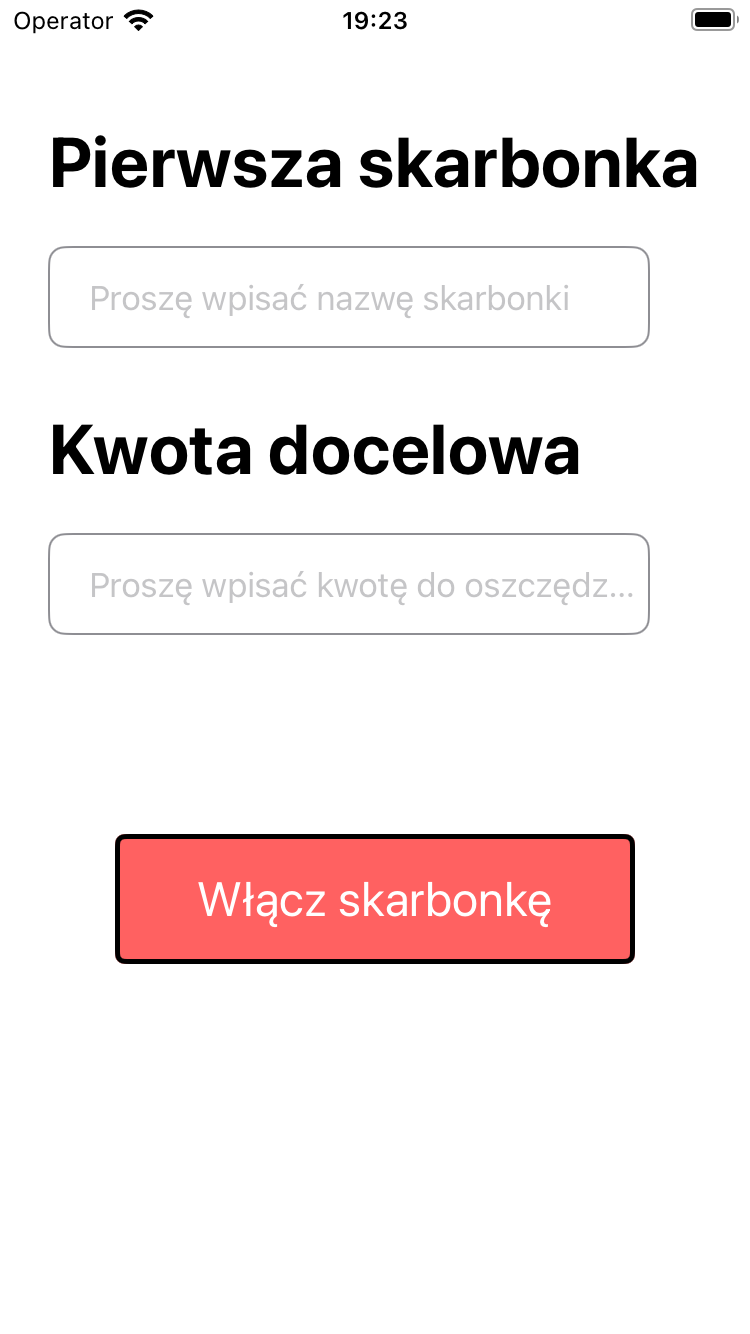 Operator 19:23
Pierwsza skarbonka
Proszę wpisać nazwę skarbonki
Kwota docelowa
Proszę wpisać kwotę do oszczędz...
Włącz skarbonkę